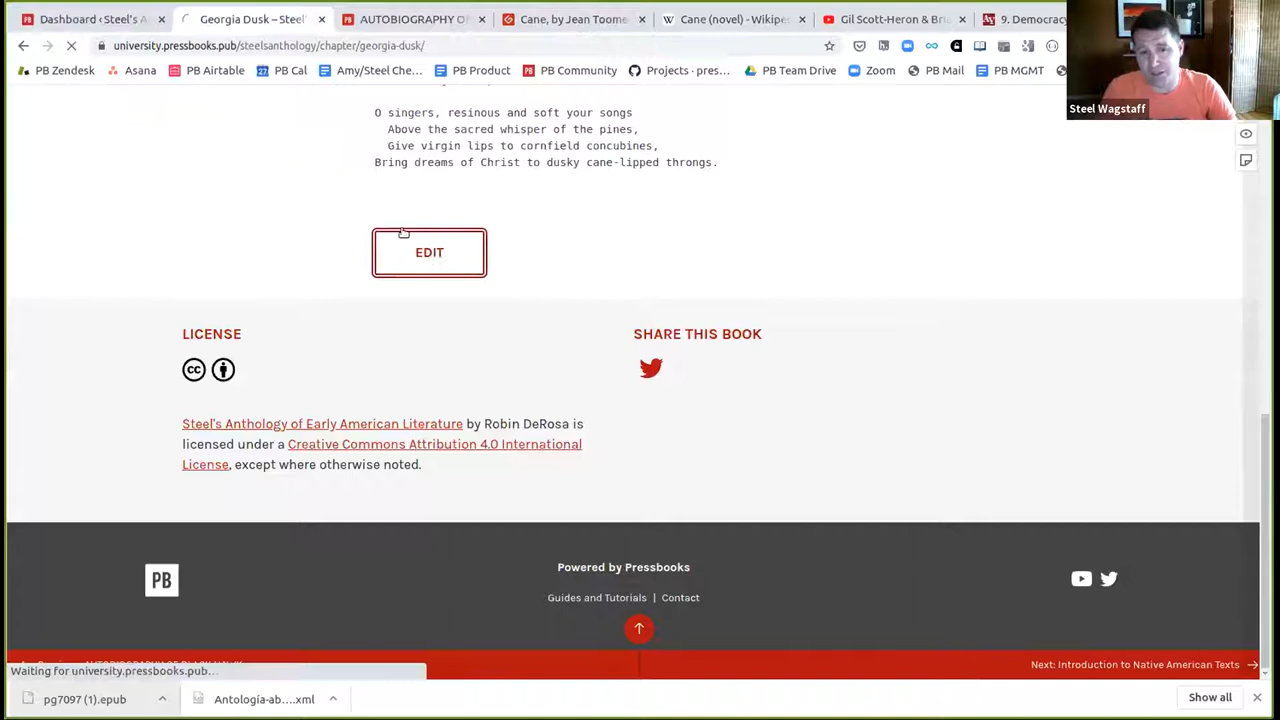 Dashboard ‹ Steel's A
Georgia Dusk – Steel'
AUTOBIOGRAPHY OF
Cane, by Jean Toome
Cane (novel) - Wikipe
Gil Scott-Heron & Bri
9. Democracy
university.pressbooks.pub/steelsanthology/chapter/georgia-dusk/
PB Zendesk
Asana
PB Airtable
PB Cal
Amy/Steel Che...
PB Product
PB Community
Projects · pres...
PB Team Drive
Zoom
PB Mail
PB MGMT
Steel Wagstaff
O singers, resinous and soft your songs
Above the sacred whisper of the pines,
Give virgin lips to cornfield concubines,
Bring dreams of Christ to dusky cane-lipped throngs.
EDIT
LICENSE
SHARE THIS BOOK
Steel's Anthology of Early American Literature by Robin DeRosa is
licensed under a Creative Commons Attribution 4.0 International
License, except where otherwise noted.
PB
Powered by Pressbooks
Guides and Tutorials | Contact
Next: Introduction to Native American Texts →
Waiting for university.pressbooks.pub...
pg7097 (1).epub
Antología-ab....xml
Show all